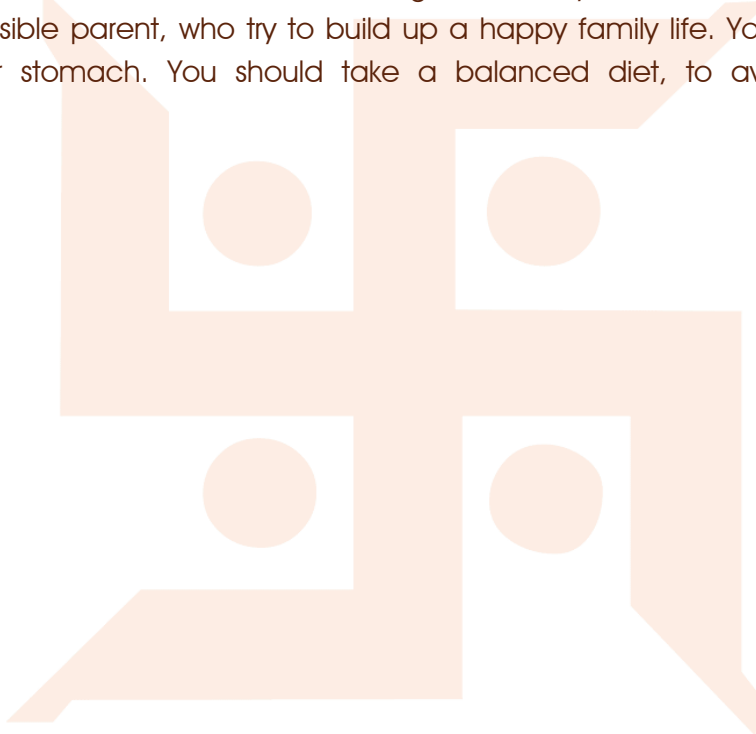 sible parent, who try to build up a happy family life. Yo
stomach. You should take a balanced diet, to av